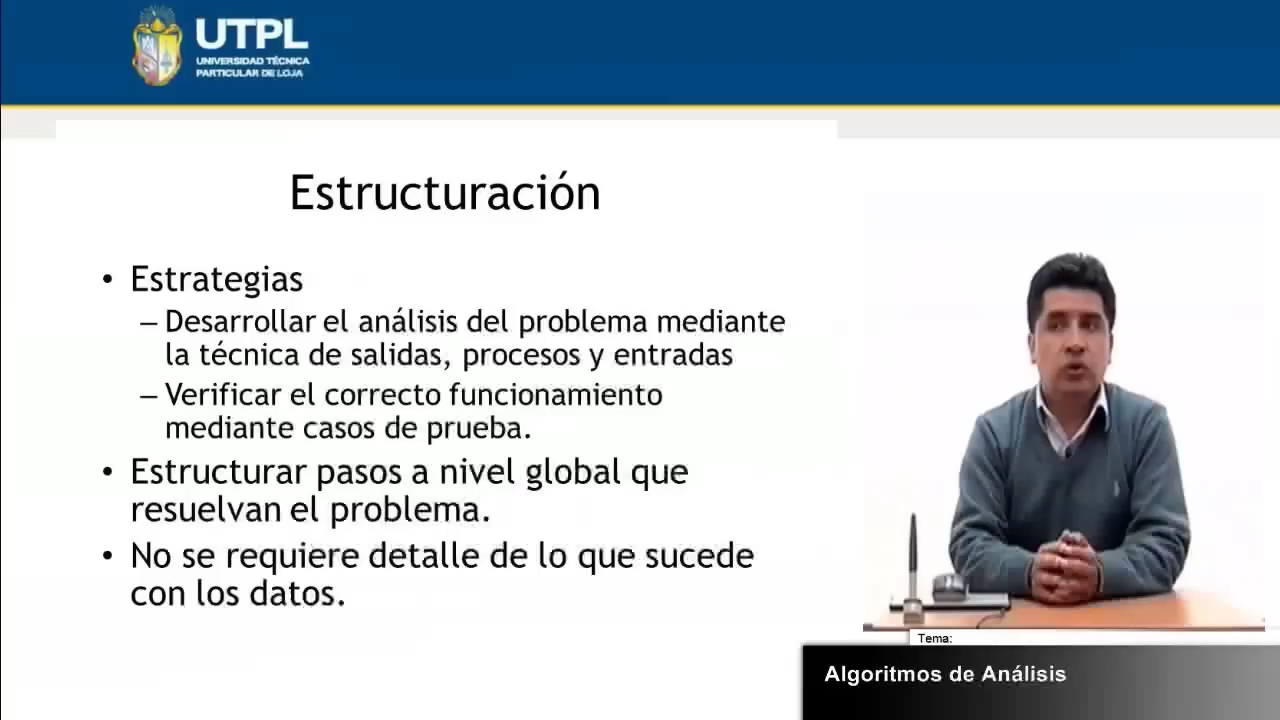 UTPL
UNIVERSIDAD TÉCNICA
PARTICULAR DE LOJA
Estructuración
• Estrategias
– Desarrollar el análisis del problema mediante
la técnica de salidas, procesos y entradas
– Verificar el correcto funcionamiento
mediante casos de prueba.
• Estructurar pasos a nivel global que
resuelvan el problema.
• No se requiere detalle de lo que sucede
con los datos.
Tema:
Algoritmos de Análisis